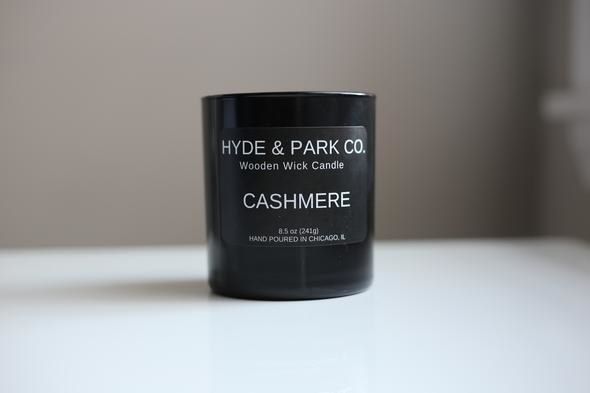 HYDE & PARK CO.
Wooden Wick Candle
CASHMERE
8.5 oz (241g)
HAND POURED IN CHICAGO, IL